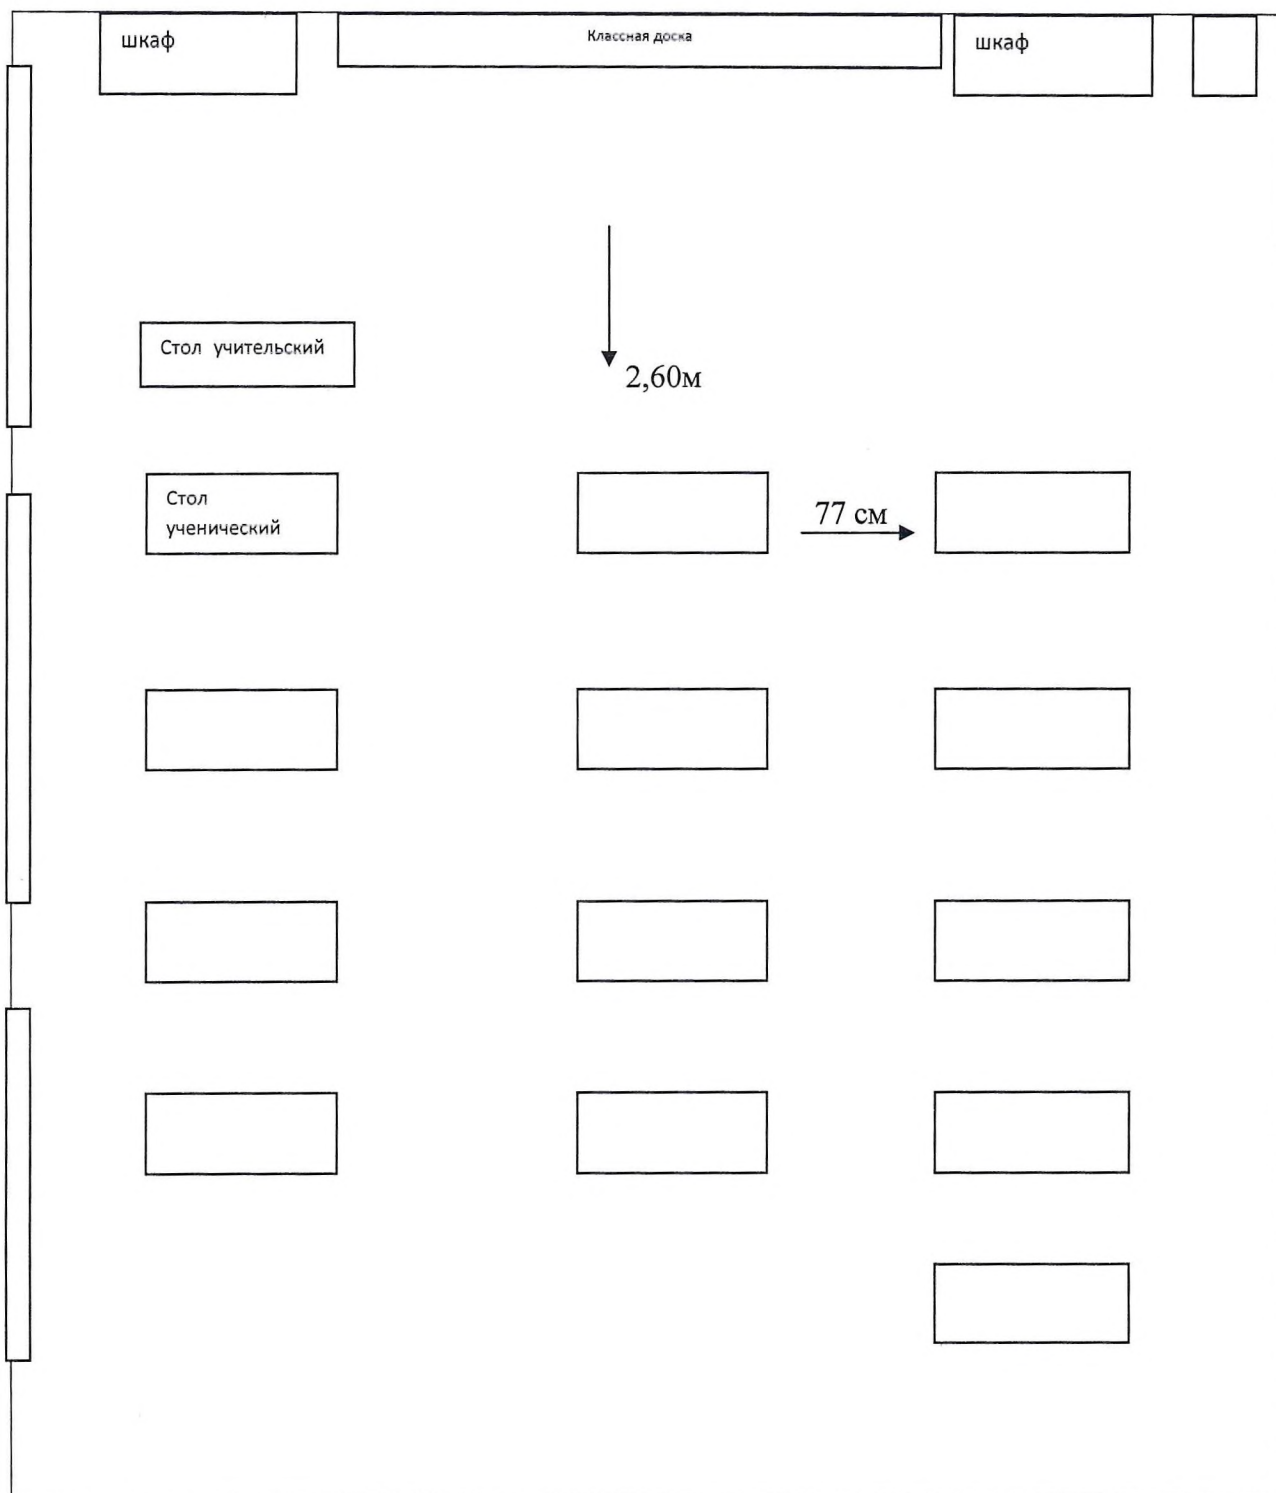 шкаф
Классная доска
шкаф
Стол учительский
2,60м
Стол
ученический
77 см